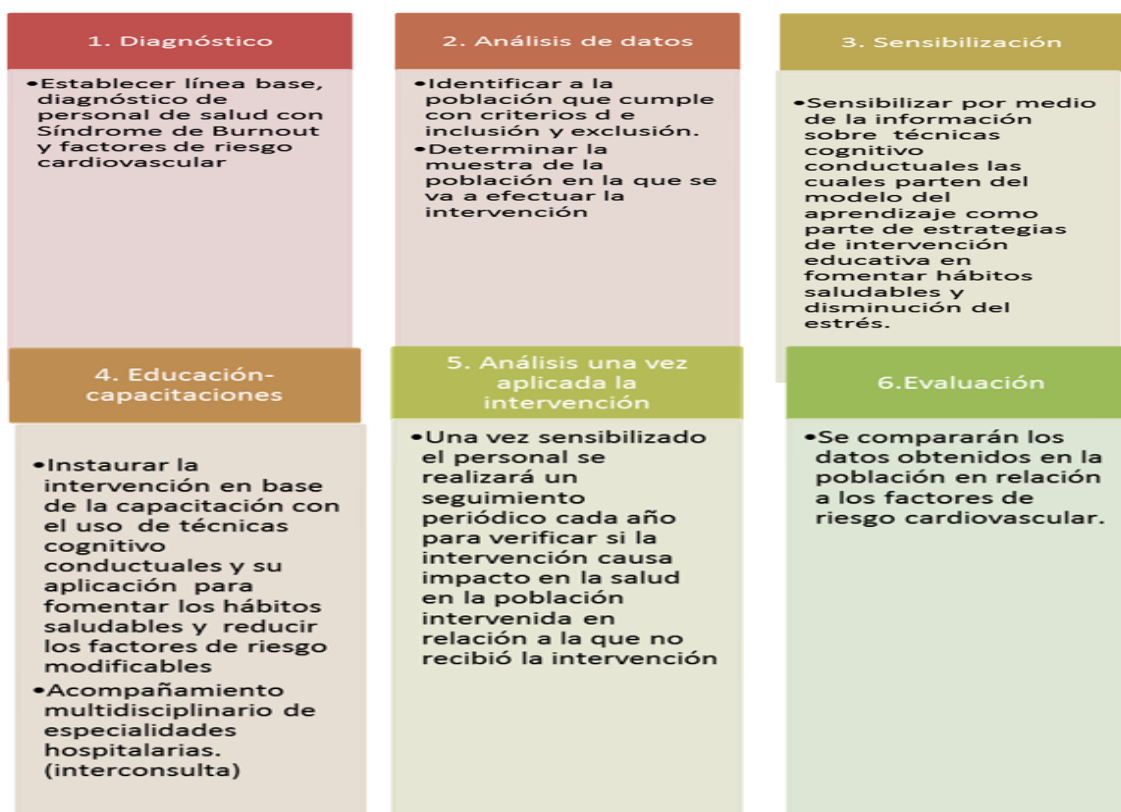 1. Diagnóstico
•Establecer línea base,
diagnóstico de
personal de salud con
Síndrome de Burnout
y factores de riesgo
cardiovascular
2. Análisis de datos
•Identificar a la
población que cumple
con criterios d e
inclusión y exclusión.
•Determinar la
muestra de la
población en la que se
va a efectuar la
intervención
3. Sensibilización
•Sensibilizar por medio
de la información
sobre técnicas
cognitivo
conductuales las
cuales parten del
modelo del
aprendizaje como
parte de estrategias
de intervención
educativa en
fomentar hábitos
saludables y
disminución del
estrés.
4. Educación-
capacitaciones
•Instaurar la
intervención en base
de la capacitación con
el uso de técnicas
cognitivo
conductuales y su
aplicación para
fomentar los hábitos
saludables y reducir
los factores de riesgo
modificables
•Acompañamiento
multidisciplinario de
especialidades
hospitalarias.
(interconsulta)
5. Análisis una vez
aplicada la
intervención
•Una vez sensibilizado
el personal se
realizará un
seguimiento
periódico cada año
para verificar si la
intervención causa
impacto en la salud
en la población
intervenida en
relación a la que no
recibió la intervención
6.Evaluación
•Se compararán los
datos obtenidos en la
población en relación
a los factores de
riesgo cardiovascular.